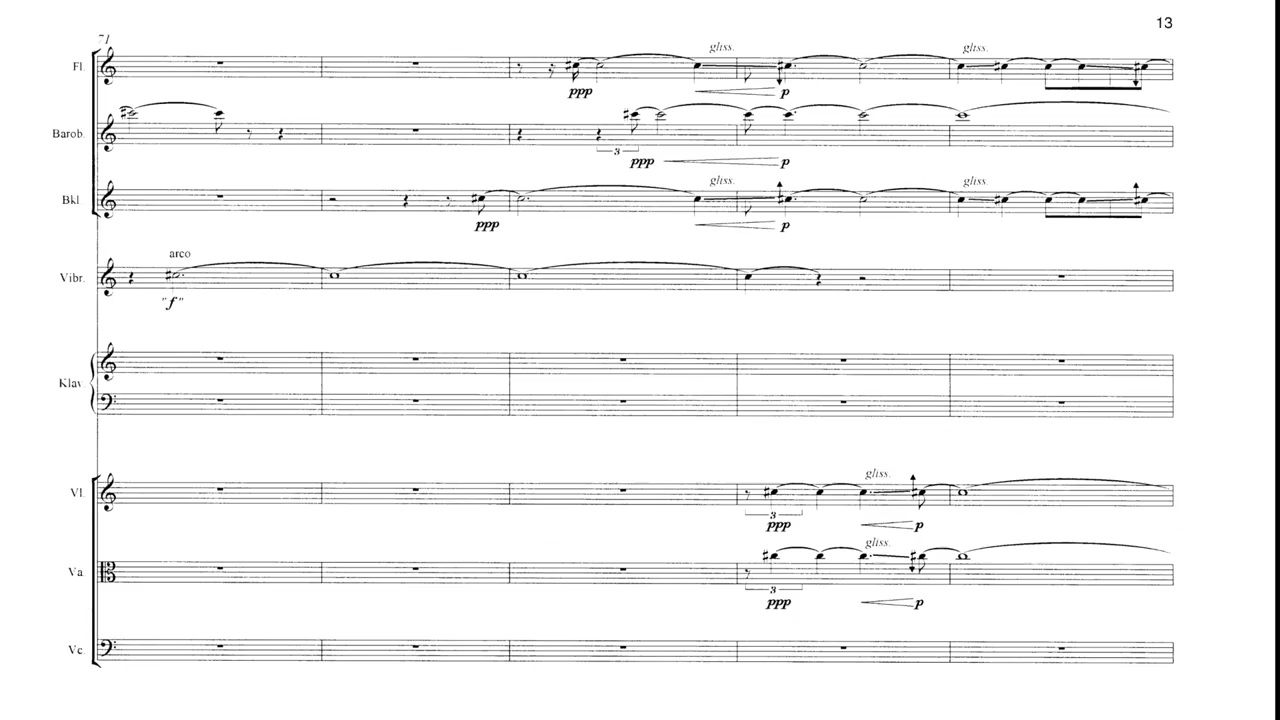 13
71
Fl.
gliss.
gliss.
ppp
p
Barob.
3
ppp
p
Bkl.
gliss.
gliss.
ppp
p
Vibr.
arco
"f"
Klav.
Vl.
gliss.
3
ppp
p
Va.
gliss.
3
ppp
p
Vc.